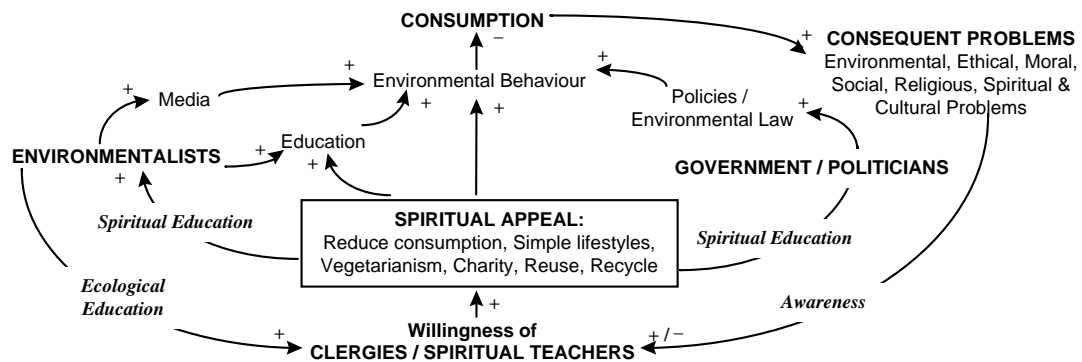 CONSUMPTION
−
+
CONSEQUENT PROBLEMS
Environmental, Ethical, Moral,
Social, Religious, Spiritual &
Cultural Problems
+
Media
+
Environmental Behaviour
+
+
+
Policies /
Environmental Law
+
+
Education
+
+
ENVIRONMENTALISTS
+
GOVERNMENT / POLITICIANS
Spiritual Education
SPIRITUAL APPEAL:
Reduce consumption, Simple lifestyles,
Vegetarianism, Charity, Reuse, Recycle
Spiritual Education
Ecological
Education
+
Awareness
+
Willingness of
CLERGIES / SPIRITUAL TEACHERS
+ / −